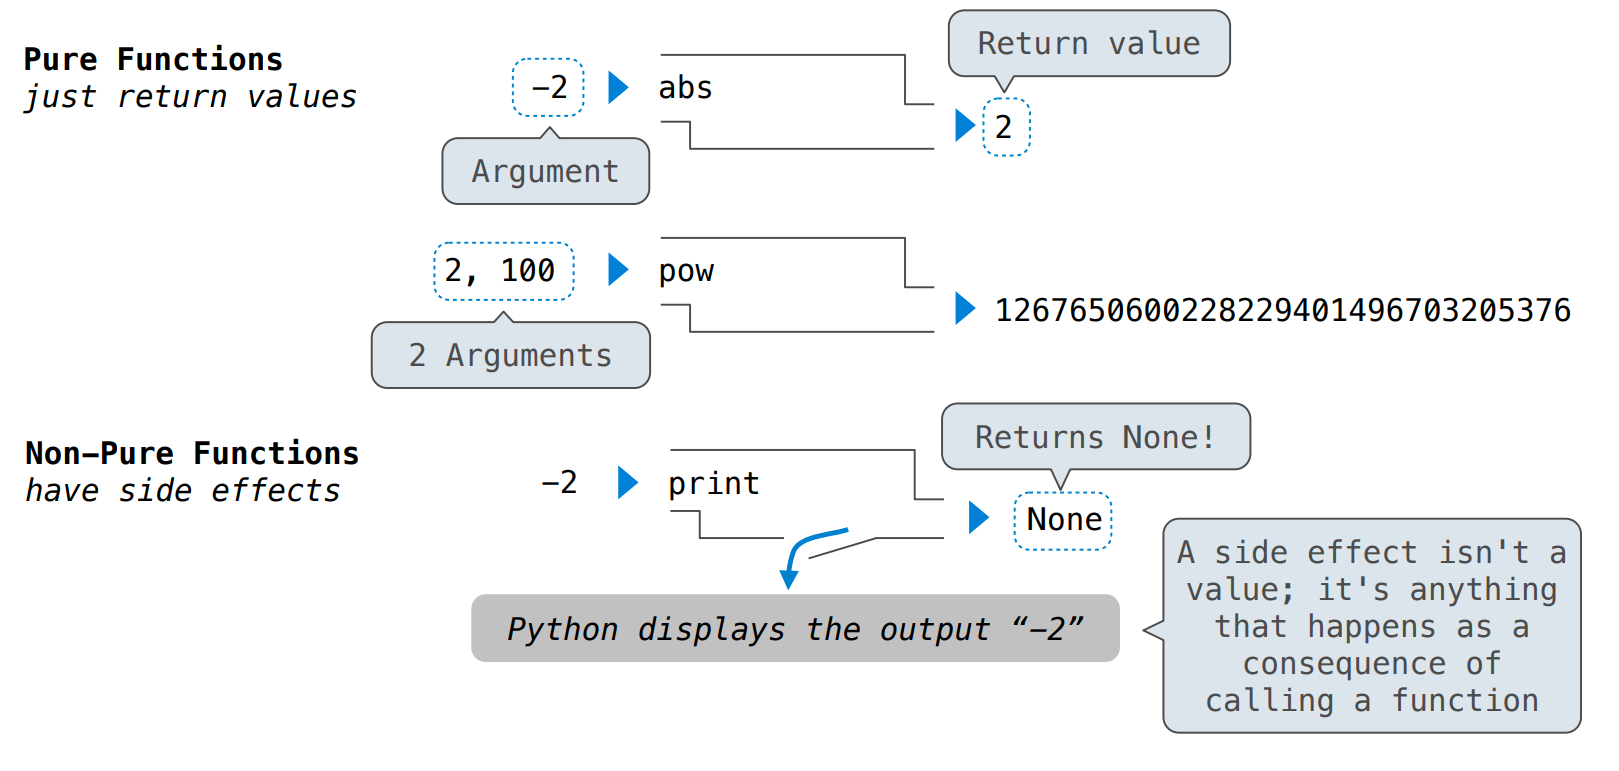 Pure Functions
just return values
−2
abs
Return value
2
Argument
2, 100
pow
1267650600228229401496703205376
2 Arguments
Non−Pure Functions
have side effects
−2
print
Returns None!
None
Python displays the output “−2”
A side effect isn't a
value; it's anything
that happens as a
consequence of
calling a function